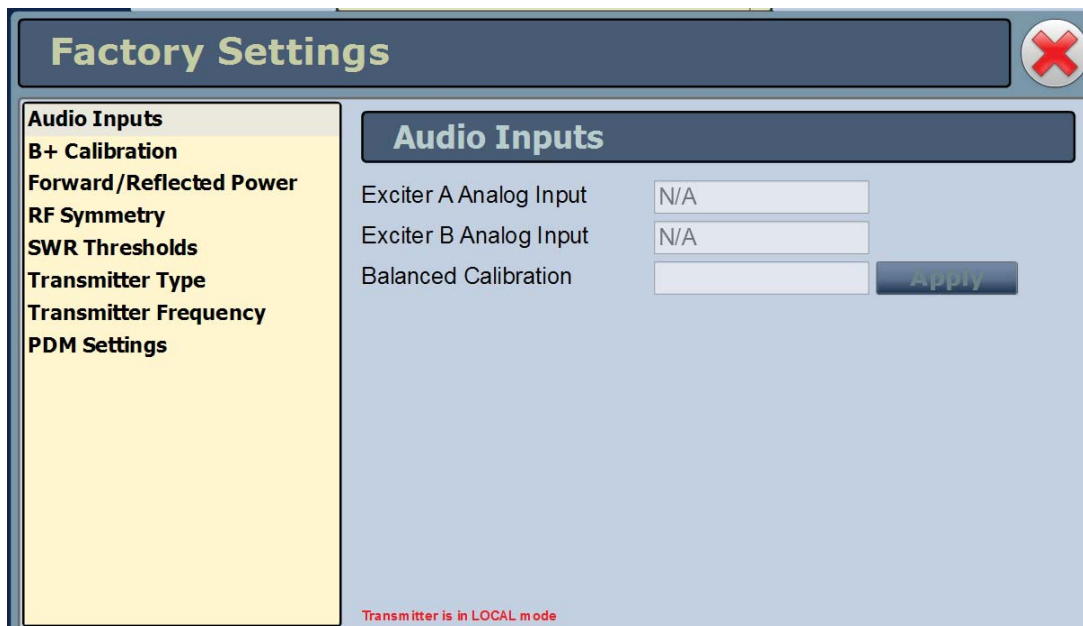 Factory Settings
Audio Inputs
B+ Calibration
Forward/Reflected Power
RF Symmetry
SWR Thresholds
Transmitter Type
Transmitter Frequency
PDM Settings
Audio Inputs
Exciter A Analog Input N/A
Exciter B Analog Input N/A
Balanced Calibration Apply
Transmitter is in LOCAL mode